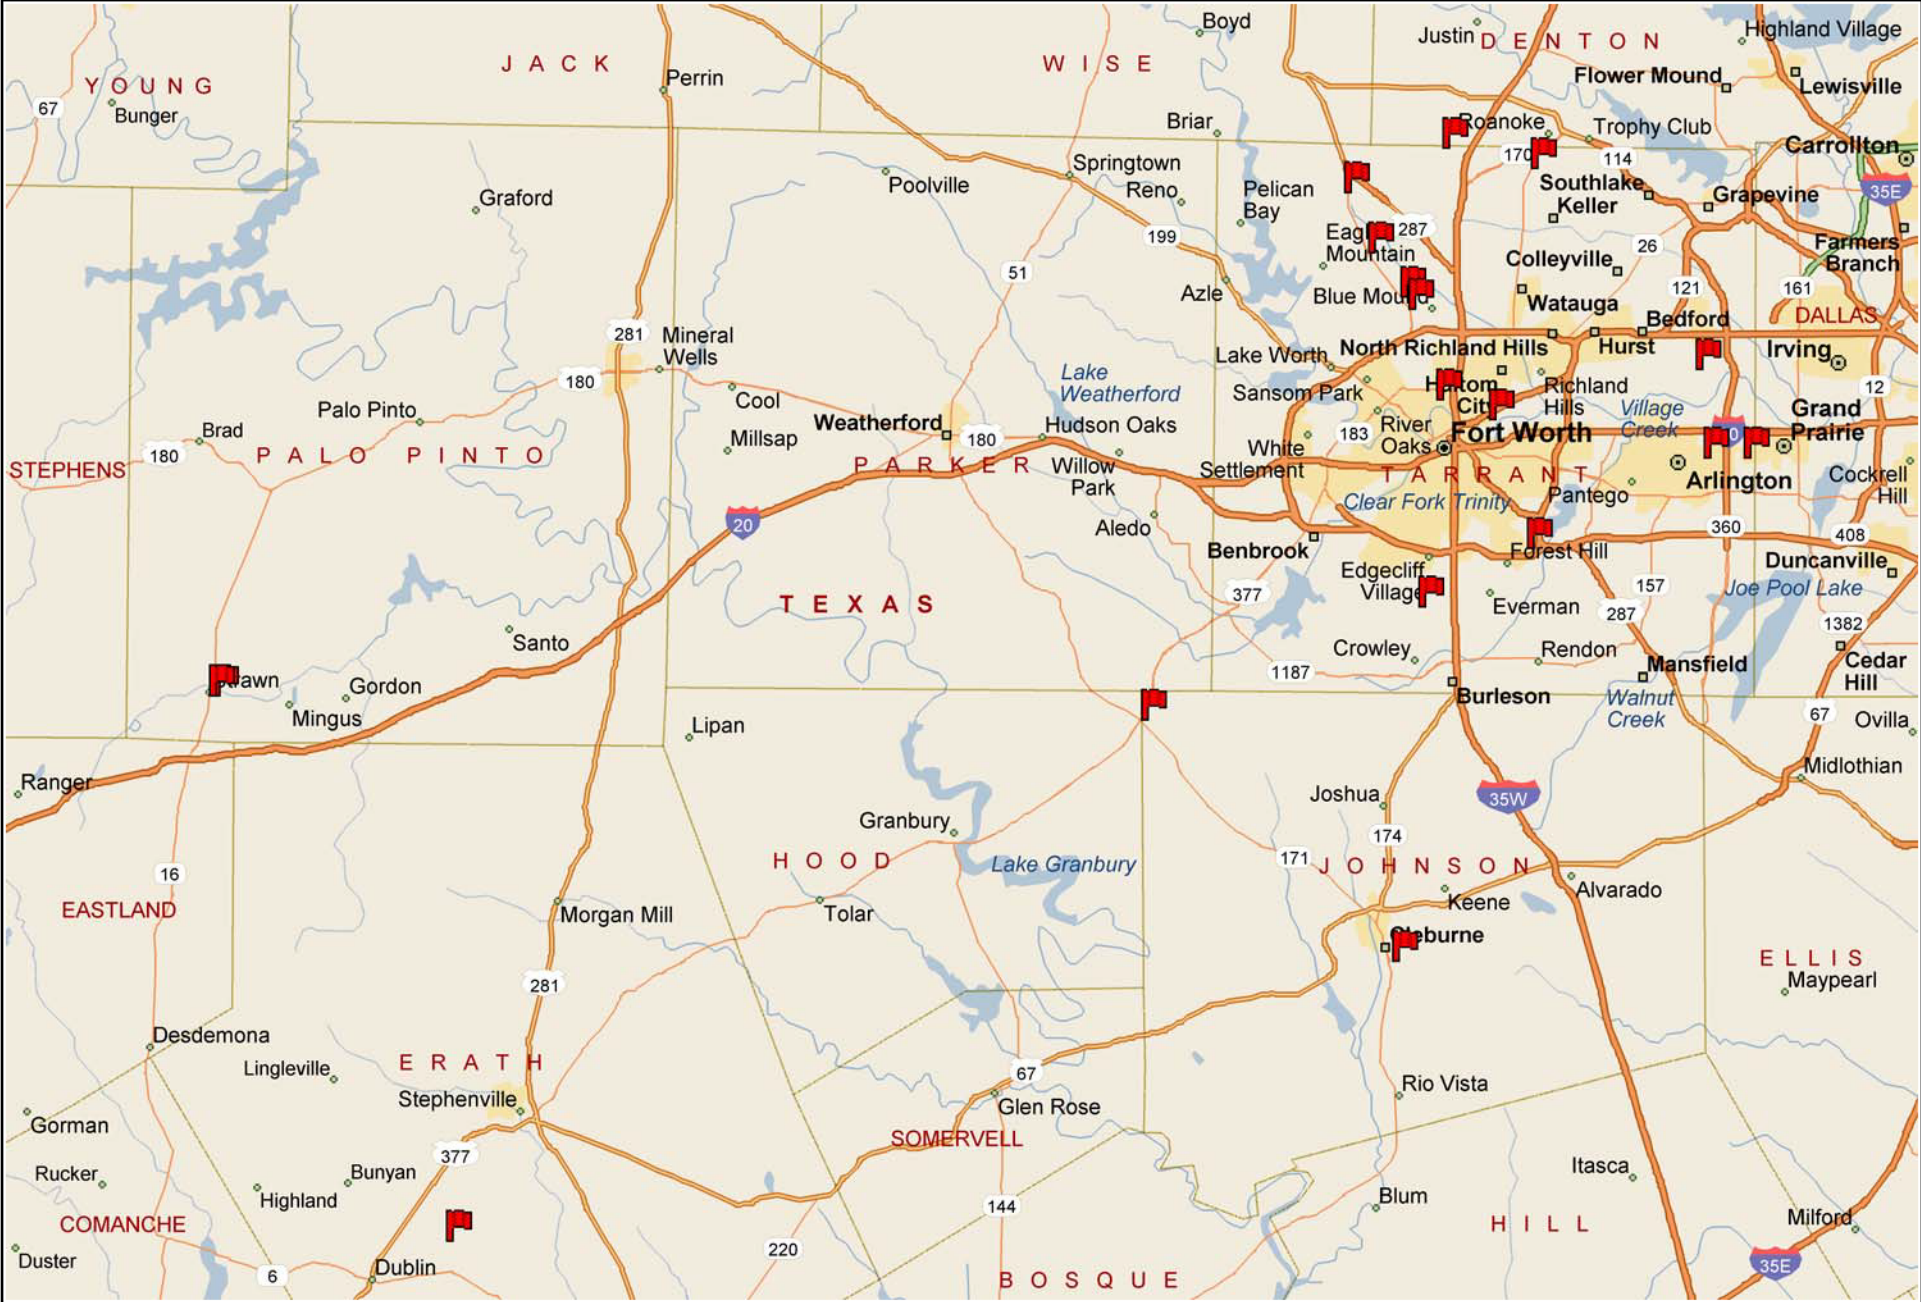 Boyd
Justin
DENTON
Highland Village
YOUNG
JACK
WISE
Perrin
Flower Mound
Lewisville
67
Bunger
Briar
Roanoke
Trophy Club
Carrollton
170
114
Springtown
Reno
Poolville
Graford
Pelican
Bay
Southlake
Keller
Grapevine
35E
199
287
Mountain
26
Farmers
Branch
Colleyville
51
Azle
121
161
Watauga
Bedford
DALLAS
281
Mineral
Wells
Lake Worth
North Richland Hills
Hurst
Irving
180
Lake
Weatherford
Sansom Park
City
Richland
Hills
12
Cool
Palo Pinto
Weatherford
180
Hudson Oaks
183
River
Oaks
Fort Worth
Village
Creek
Grand
Prairie
Brad
180
Millsap
PALO PINTO
STEPHENS
PARKER
Willow
Park
White
Settlement
TARRANT
Arlington
Cockrell
Hill
Clear Fork Trinity
Pantego
20
Aledo
Benbrook
Forest Hill
360
408
Duncanville
Edgecliff
Village
377
Everman
157
Joe Pool Lake
287
1382
TEXAS
Santo
Crowley
Rendon
1187
Mansfield
Cedar
Hill
Gordon
Mingus
Burleson
Walnut
Creek
67
Ovilla
Lipan
Ranger
Midlothian
Joshua
35W
Granbury
174
HOOD
Lake Granbury
171
JOHNSON
16
Alvarado
Keene
EASTLAND
Morgan Mill
Tolar
Cleburne
ELLIS
Maypearl
281
Desdemona
Lingleville
ERATH
67
Stephenville
Glen Rose
Rio Vista
Gorman
SOMERVELL
377
Rucker
Bunyan
Highland
Itasca
Blum
144
COMANCHE
HILL
Milford
Duster
220
6
Dublin
BOSQUE
35E